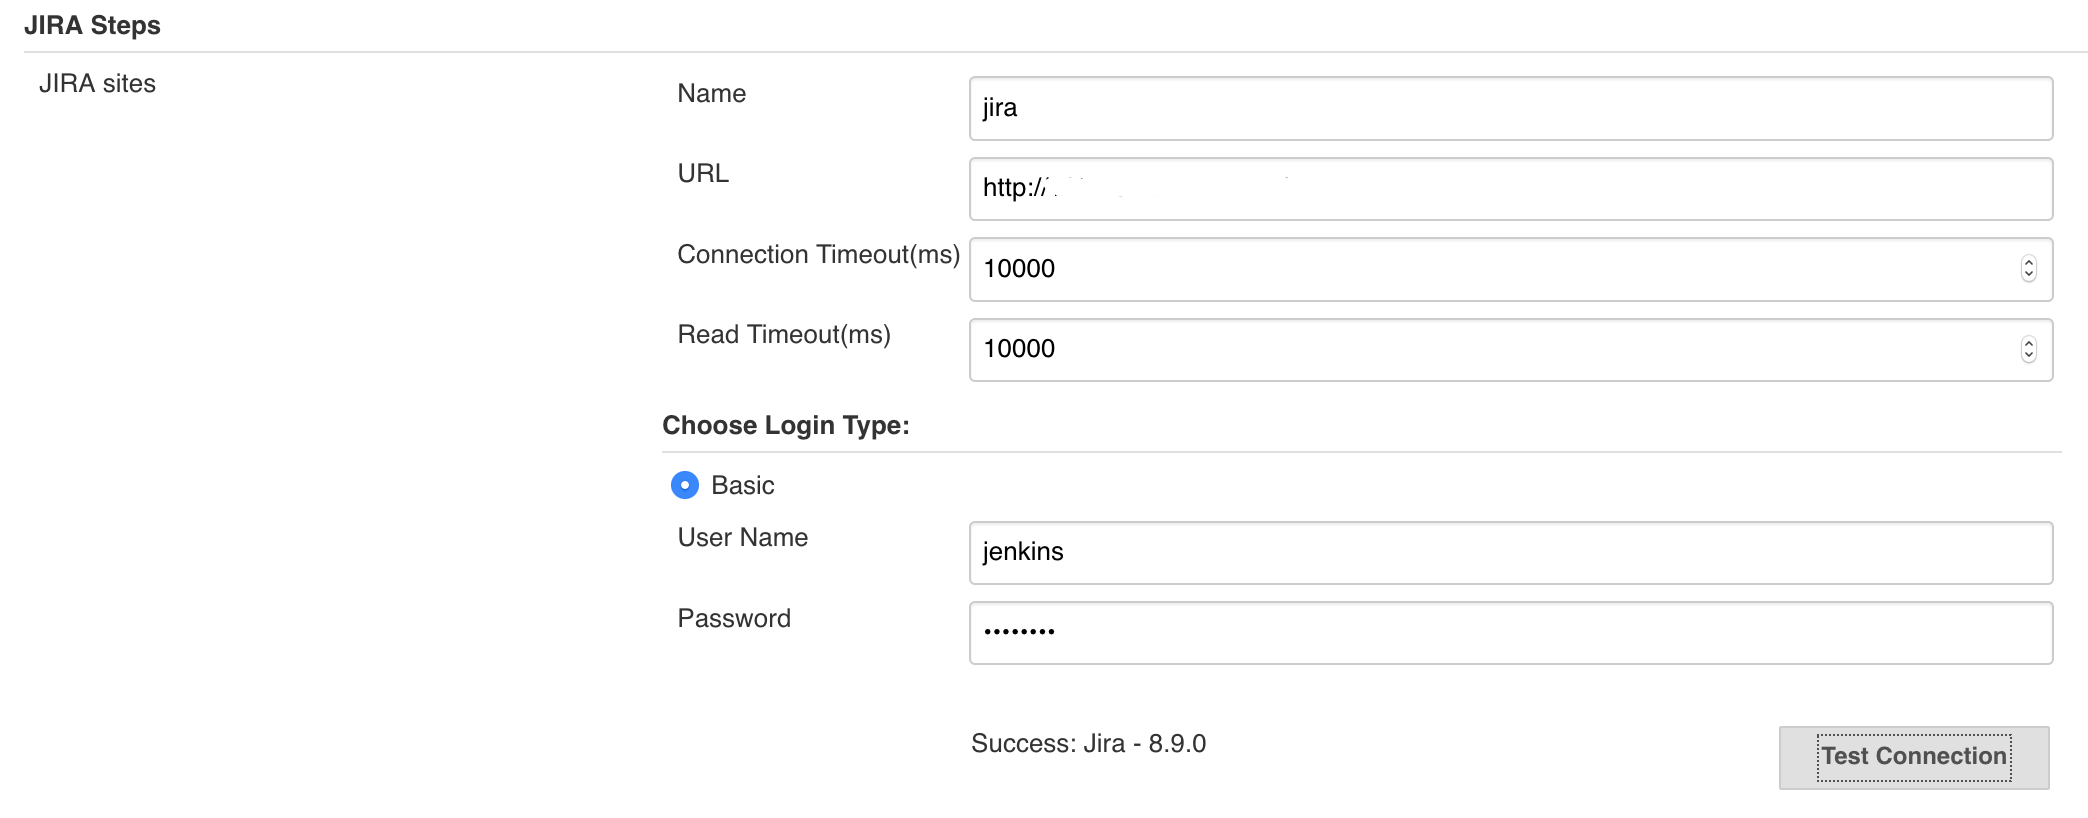 JIRA Steps
JIRA sites
Name
jira
URL
http://
Connection Timeout(ms)
10000
Read Timeout(ms)
10000
Choose Login Type:
Basic
User Name
jenkins
Password
••••••••
Success: Jira - 8.9.0
Test Connection